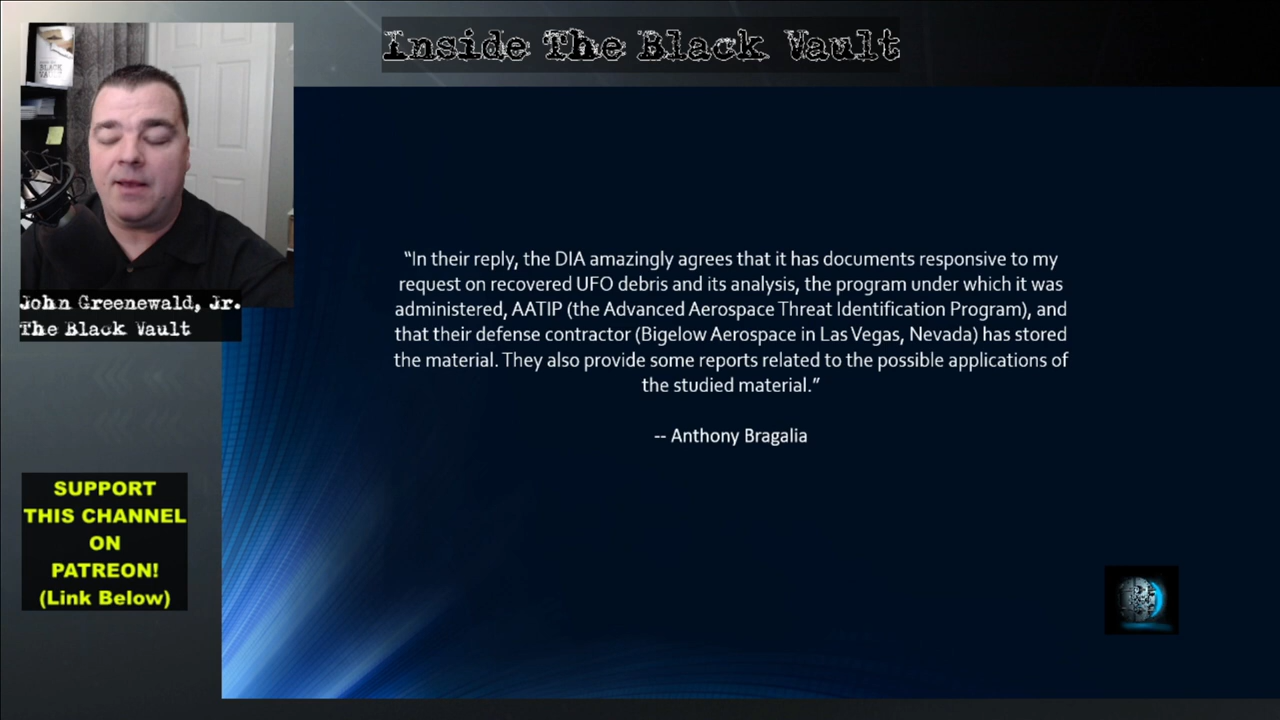 Inside The Black Vault
BLACK
VAULT
John Greenewald, Jr.
The Black Vault
“In their reply, the DIA amazingly agrees that it has documents responsive to my
request on recovered UFO debris and its analysis, the program under which it was
administered, AATIP (the Advanced Aerospace Threat Identification Program), and
that their defense contractor (Bigelow Aerospace in Las Vegas, Nevada) has stored
the material. They also provide some reports related to the possible applications of
the studied material.”
-- Anthony Bragalia
SUPPORT
THIS CHANNEL
ON
PATREON!
(Link Below)